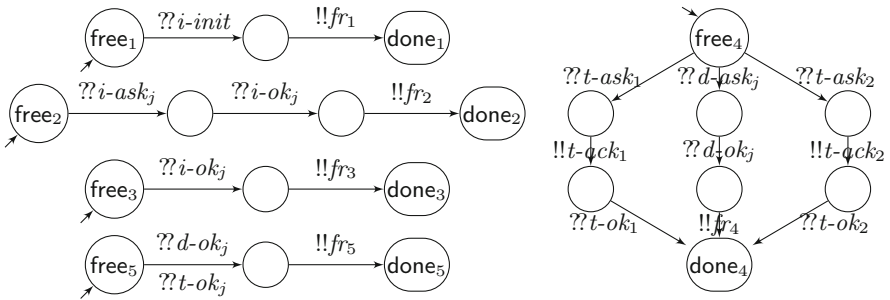 free₁ ??i-init !!fr₁ done₁
free₂ ??i-askⱼ ??i-okⱼ !!fr₂ done₂
free₃ ??i-okⱼ !!fr₃ done₃
free₅ ??d-okⱼ !!fr₅ done₅
??t-okⱼ
free₄
??t-ask₁ ??d-askⱼ ??t-ask₂
!!t-ack₁ ??d-okⱼ !!t-ack₂
??t-ok₁ !!fr₄ ??t-ok₂
done₄